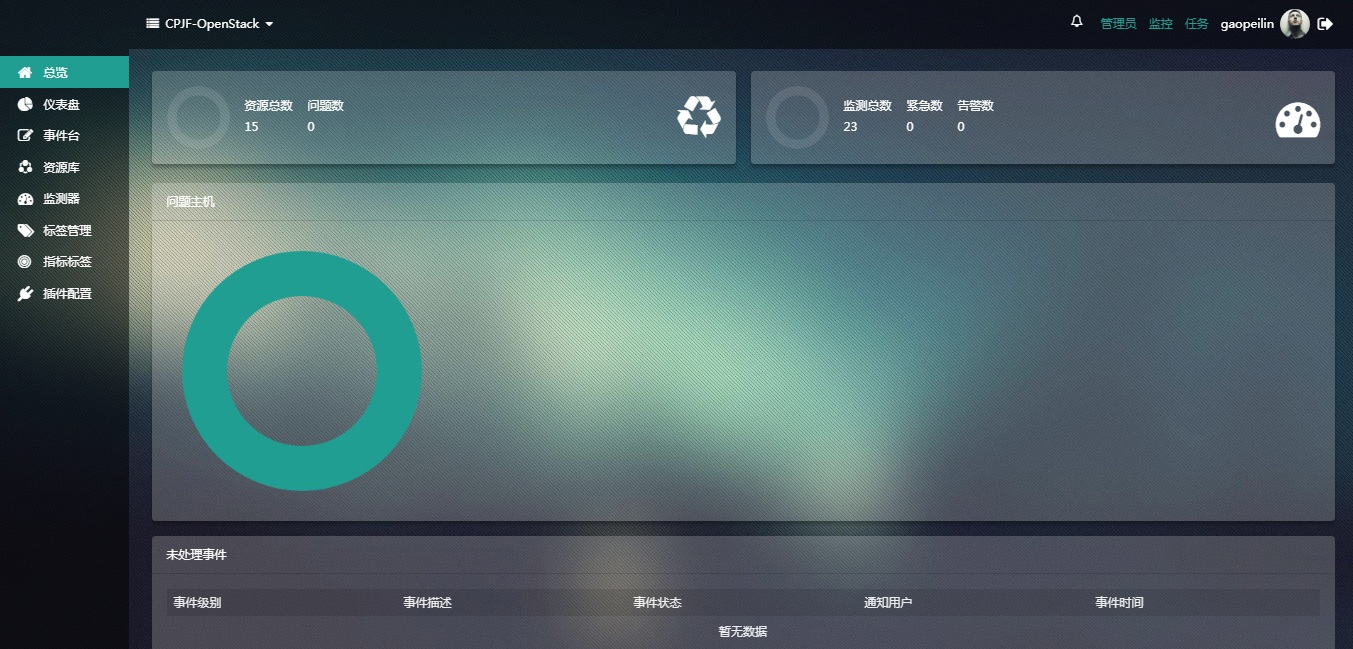 CPJF-OpenStack
管理员 监控 任务 gaopeilin
总览
仪表盘
事件台
资源库
监测器
标签管理
指标标签
插件配置
资源总数 问题数
15 0
监测总数 紧急数 告警数
23 0 0
问题主机
未处理事件
事件级别 事件描述 事件状态 通知用户 事件时间
暂无数据